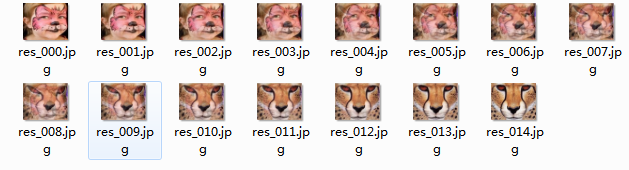 res_000.jp res_001.jp res_002.jp res_003.jp res_004.jp res_005.jp res_006.jp res_007.jp
g g g g g g g g
res_008.jp res_009.jp res_010.jp res_011.jp res_012.jp res_013.jp res_014.jp
g g g g g g g